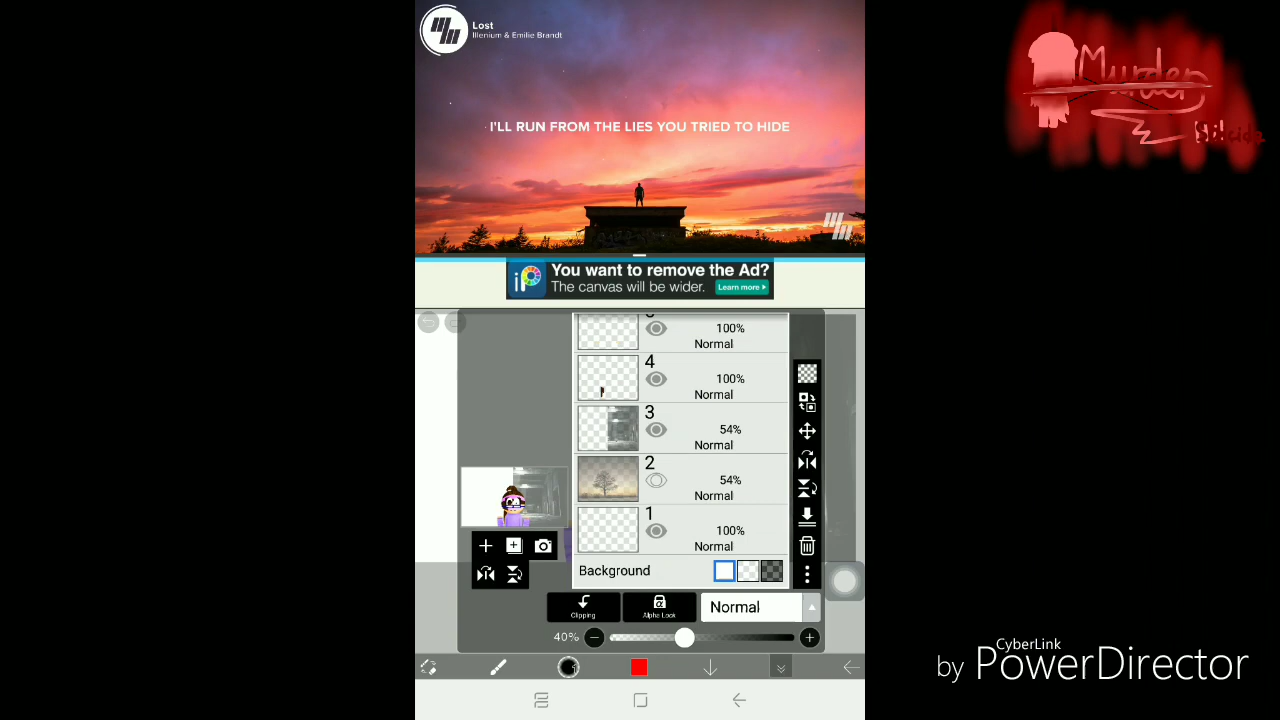 Lost
Illenium & Emilie Brandt
Murder
Suicide
I'LL RUN FROM THE LIES YOU TRIED TO HIDE
You want to remove the Ad?
The canvas will be wider.
Learn more
100%
Normal
4
100%
Normal
3
54%
Normal
2
54%
Normal
1
100%
Normal
Background
Clipping
Alpha Lock
Normal
40%
by CyberLink
PowerDirector